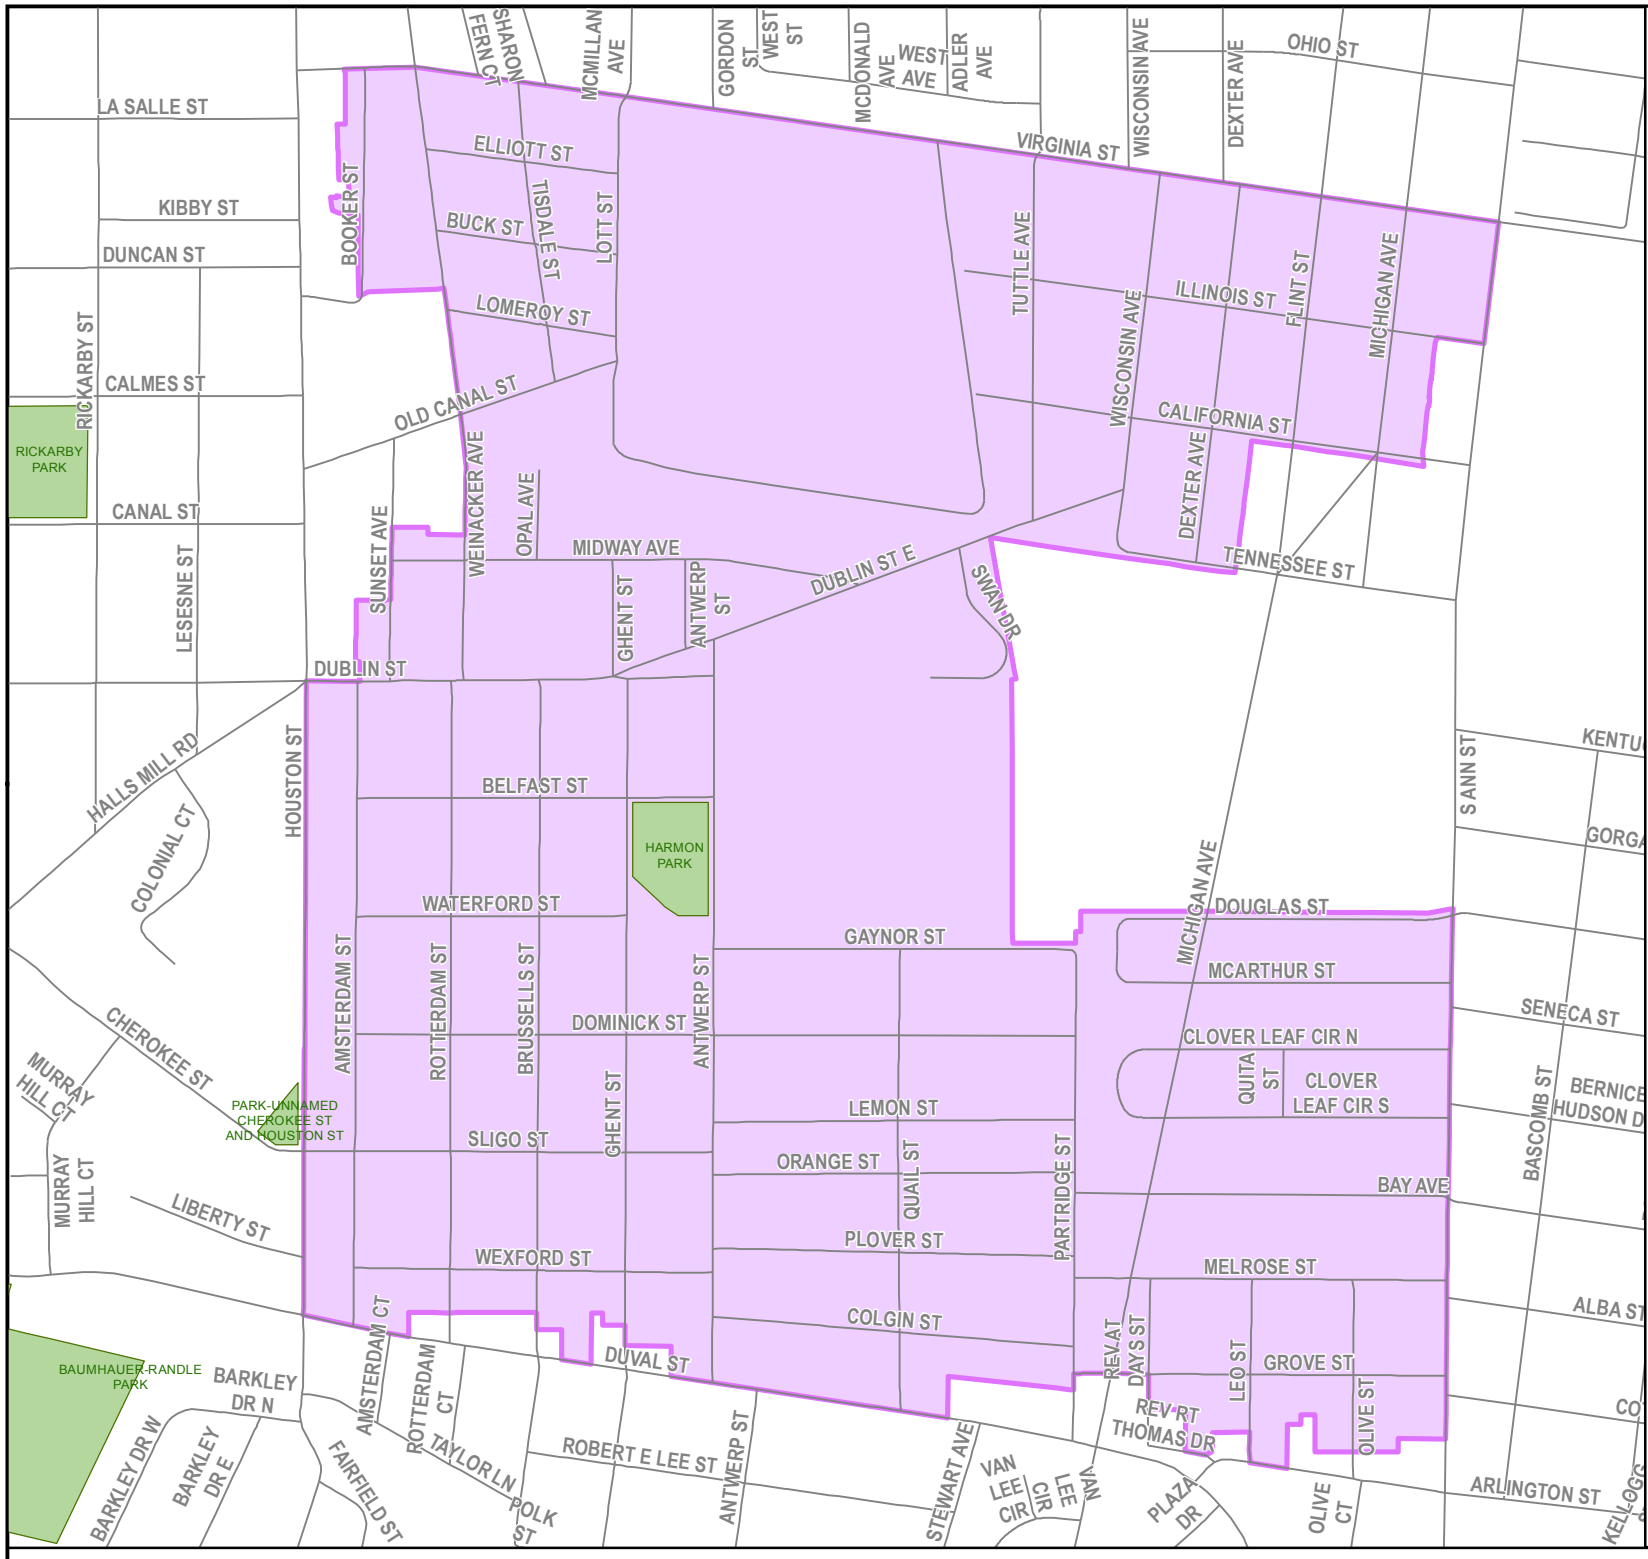 SHARON
FERN CT
MCMILLAN
AVE
GORDON
ST
WEST
ST
MCDONALD
AVE
WEST
AVE
ADLER
AVE
WISCONSIN AVE
DEXTER AVE
OHIO ST
LA SALLE ST
ELLIOTT ST
VIRGINIA ST
KIBBY ST
BOOKER ST
BUCK ST
TISDALE ST
LOTT ST
TUTTLE AVE
DUNCAN ST
ILLINOIS ST
FLINT ST
MICHIGAN AVE
LOMEROY ST
RICKARBY ST
WISCONSIN AVE
CALMES ST
OLD CANAL ST
CALIFORNIA ST
RICKARBY
PARK
WEINACKER AVE
OPAL AVE
DEXTER AVE
CANAL ST
SUNSET AVE
MIDWAY AVE
DUBLIN ST E
TENNESSEE ST
LESESNE ST
GHENT ST
ANTWERP
ST
SWAN DR
DUBLIN ST
HALLS MILL RD
HOUSTON ST
S ANN ST
KENTU
BELFAST ST
COLONIAL CT
HARMON
PARK
GORGA
MICHIGAN AVE
WATERFORD ST
DOUGLAS ST
GAYNOR ST
AMSTERDAM ST
ROTTERDAM ST
BRUSSELLS ST
ANTWERP ST
MCARTHUR ST
CHEROKEE ST
DOMINICK ST
SENECA ST
CLOVER LEAF CIR N
MURRAY
HILL CT
QUITA
ST
CLOVER
LEAF CIR S
BERNICE
HUDSON D
PARK-UNNAMED
CHEROKEE ST
AND HOUSTON ST
GHENT ST
LEMON ST
BASCOMB ST
SLIGO ST
ORANGE ST
QUAIL ST
PARTRIDGE ST
MURRAY
HILL CT
BAY AVE
LIBERTY ST
PLOVER ST
WEXFORD ST
MELROSE ST
AMSTERDAM CT
COLGIN ST
ALBA ST
REV AT
DAYS ST
DUVAL ST
LEO ST
GROVE ST
OLIVE ST
BAUMHAUER-RANDLE
PARK
BARKLEY
DR N
ROTTERDAM
CT
REV RT
THOMAS DR
CO
BARKLEY DR W
BARKLEY
DR E
FAIRFIELD ST
TAYLOR LN
ROBERT E LEE ST
ANTWERP ST
STEWART AVE
VAN
LEE
CIR
VAN
LEE
CIR
PLAZA
DR
OLIVE
CT
ARLINGTON ST
KELLOGG
POLK
ST